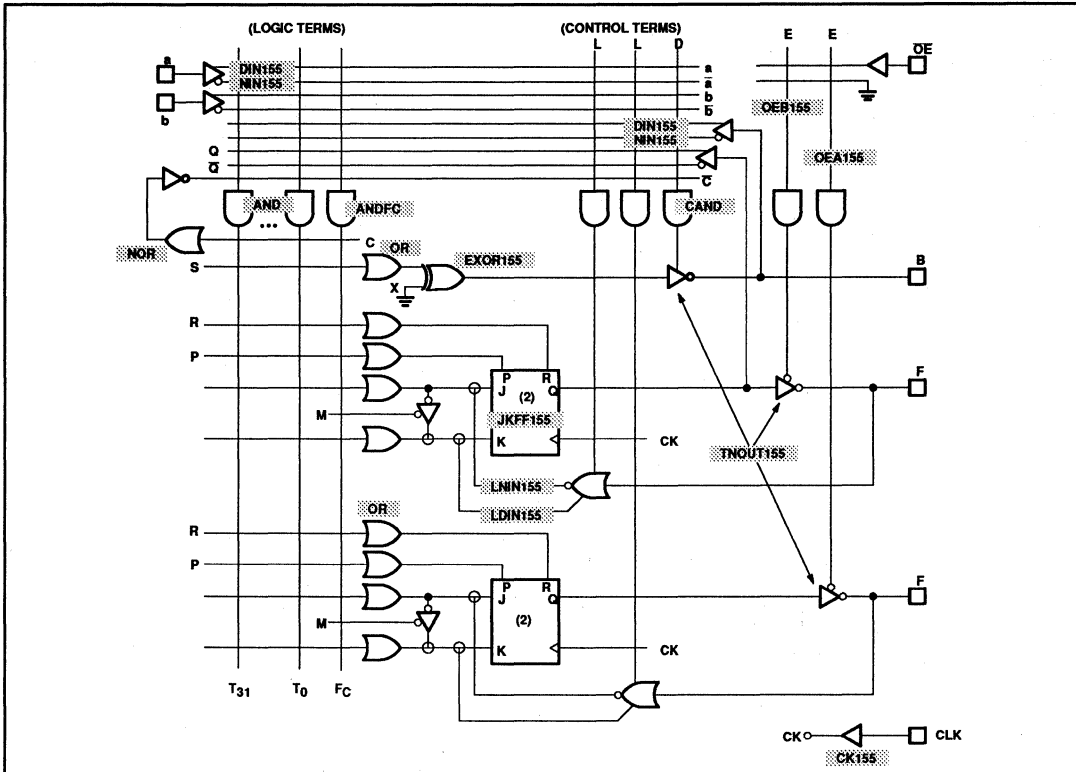 (LOGIC TERMS) (CONTROL TERMS)
L L D E E
a
DIN155
NIN155
a
a̅
O̅E̅
b
b
b̅
OEB155
DIN155
NIN155
Q
Q̅
OEA155
C̅
AND
...
ANDFC
CAND
NOR
C
OR
S
EXOR155
B
X
R
P
P R
F
J (2) Q
M
JKFF155
K
CK
TNOUT155
LNIN155
LDIN155
OR
R
P
P R
F
J Q
M
(2)
K
CK
T31 T0 FC
CK
CLK
CK155